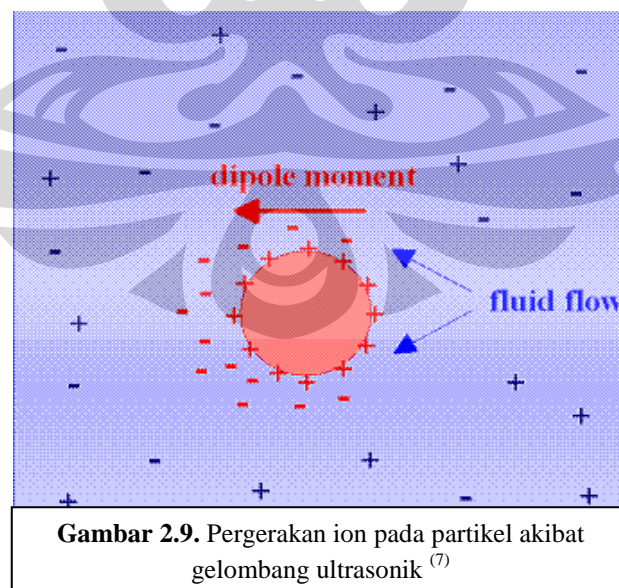 dipole moment
fluid flow
Gambar 2.9. Pergerakan ion pada partikel akibat
gelombang ultrasonik (7)